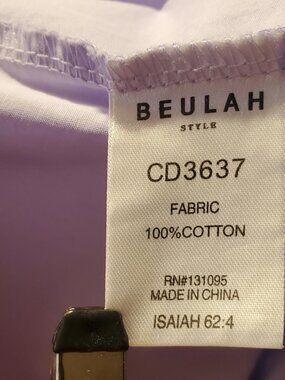 BEULAH
STYLE
CD3637
FABRIC
100%COTTON
RN#131095
MADE IN CHINA
ISAIAH 62:4